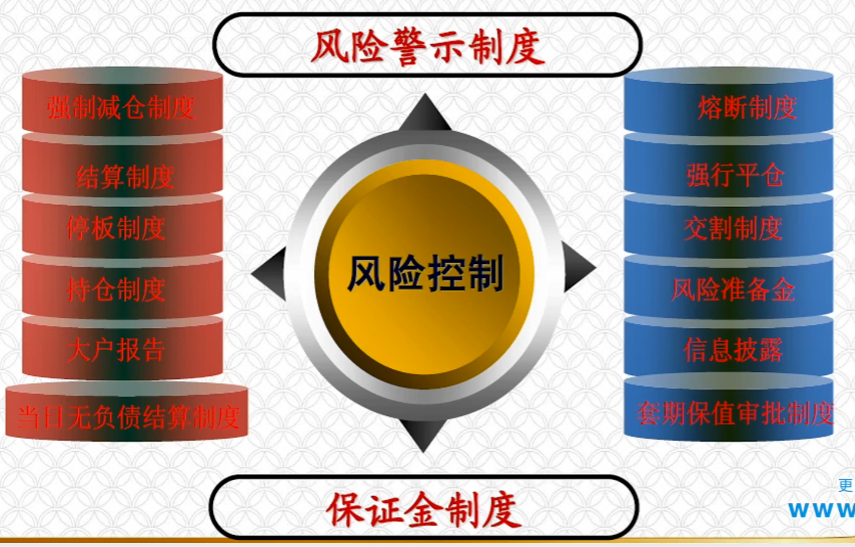 风险警示制度
强制减仓制度
结算制度
停板制度
持仓制度
大户报告
当日无负债结算制度
风险控制
熔断制度
强行平仓
交割制度
风险准备金
信息披露
套期保值审批制度
保证金制度
更
www